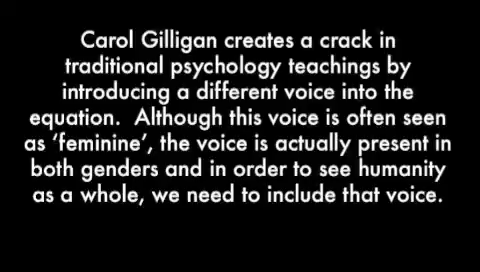 Carol Gilligan creates a crack in
traditional psychology teachings by
introducing a different voice into the
equation.  Although this voice is often seen
as ‘feminine’, the voice is actually present in
both genders and in order to see humanity
as a whole, we need to include that voice.